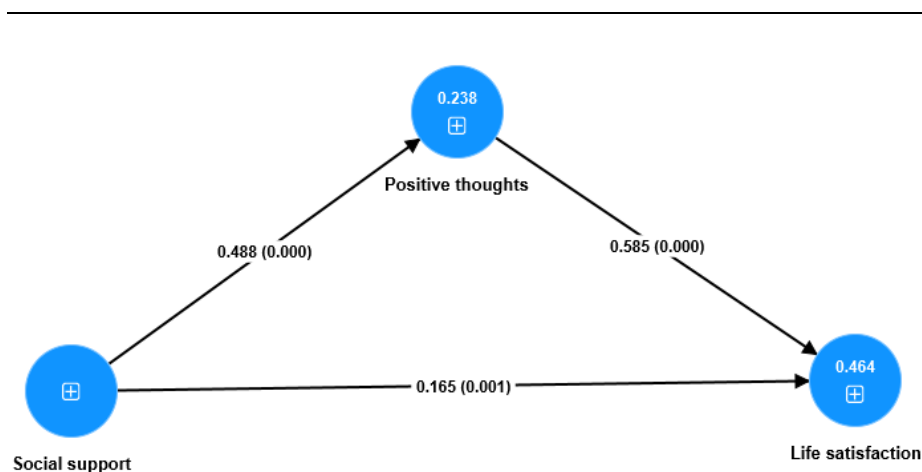 0.238
Positive thoughts
0.488 (0.000)
0.585 (0.000)
0.165 (0.001)
0.464
Social support
Life satisfaction